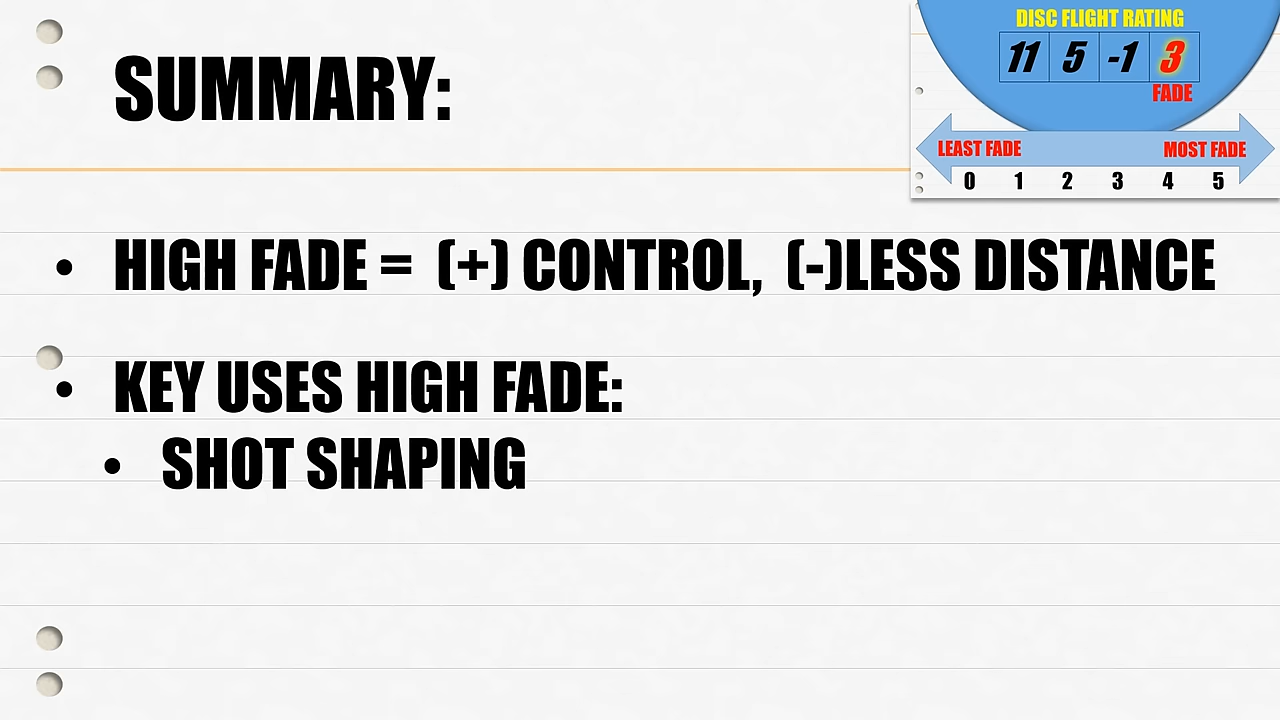 SUMMARY:
DISC FLIGHT RATING
11 5 -1 3
FADE
LEAST FADE MOST FADE
0 1 2 3 4 5
• HIGH FADE = (+) CONTROL, (-)LESS DISTANCE
• KEY USES HIGH FADE:
• SHOT SHAPING